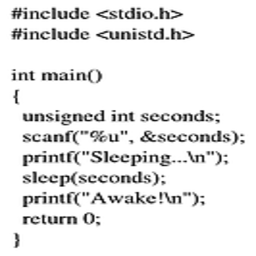 #include <stdio.h>
#include <unistd.h>
int main()
{
unsigned int seconds;
scanf("%u", &seconds);
printf("Sleeping...\n");
sleep(seconds);
printf("Awake!\n");
return 0;
}